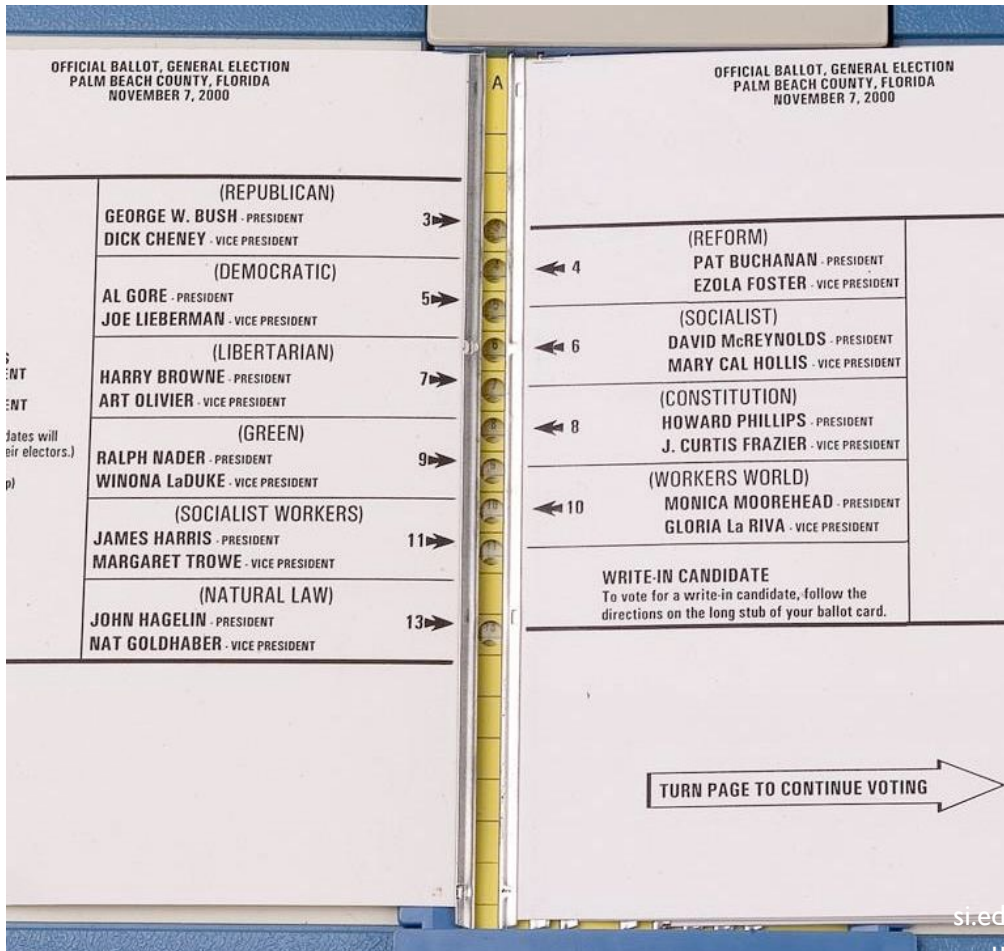 OFFICIAL BALLOT, GENERAL ELECTION
PALM BEACH COUNTY, FLORIDA
NOVEMBER 7, 2000
(REPUBLICAN)
GEORGE W. BUSH - PRESIDENT
DICK CHENEY - VICE PRESIDENT
3
(DEMOCRATIC)
AL GORE - PRESIDENT
JOE LIEBERMAN - VICE PRESIDENT
5
(LIBERTARIAN)
HARRY BROWNE - PRESIDENT
ART OLIVIER - VICE PRESIDENT
7
(GREEN)
RALPH NADER - PRESIDENT
WINONA LaDUKE - VICE PRESIDENT
9
(SOCIALIST WORKERS)
JAMES HARRIS - PRESIDENT
MARGARET TROWE - VICE PRESIDENT
11
(NATURAL LAW)
JOHN HAGELIN - PRESIDENT
NAT GOLDHABER - VICE PRESIDENT
13
will
electors.)
A
OFFICIAL BALLOT, GENERAL ELECTION
PALM BEACH COUNTY, FLORIDA
NOVEMBER 7, 2000
(REFORM)
4 PAT BUCHANAN - PRESIDENT
EZOLA FOSTER - VICE PRESIDENT
(SOCIALIST)
6 DAVID McREYNOLDS - PRESIDENT
MARY CAL HOLLIS - VICE PRESIDENT
(CONSTITUTION)
8 HOWARD PHILLIPS - PRESIDENT
J. CURTIS FRAZIER - VICE PRESIDENT
(WORKERS WORLD)
10 MONICA MOOREHEAD - PRESIDENT
GLORIA La RIVA - VICE PRESIDENT
WRITE-IN CANDIDATE
To vote for a write-in candidate, follow the
directions on the long stub of your ballot card.
TURN PAGE TO CONTINUE VOTING